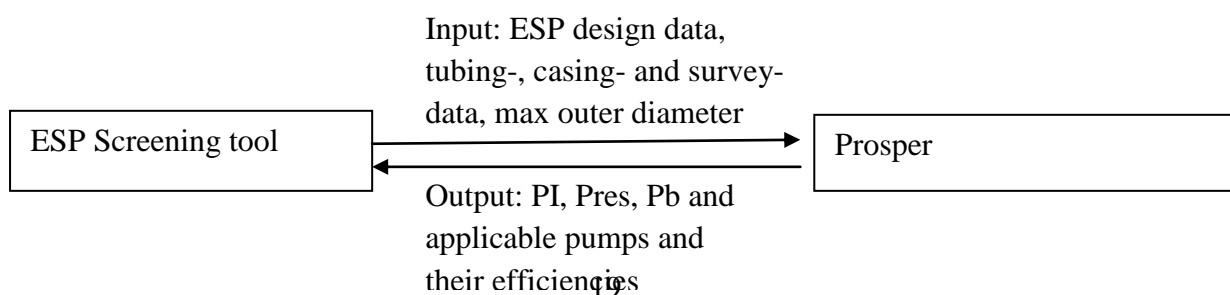 Input: ESP design data,
tubing-, casing- and survey-
data, max outer diameter
ESP Screening tool
Prosper
Output: PI, Pres, Pb and
applicable pumps and
their efficiencies